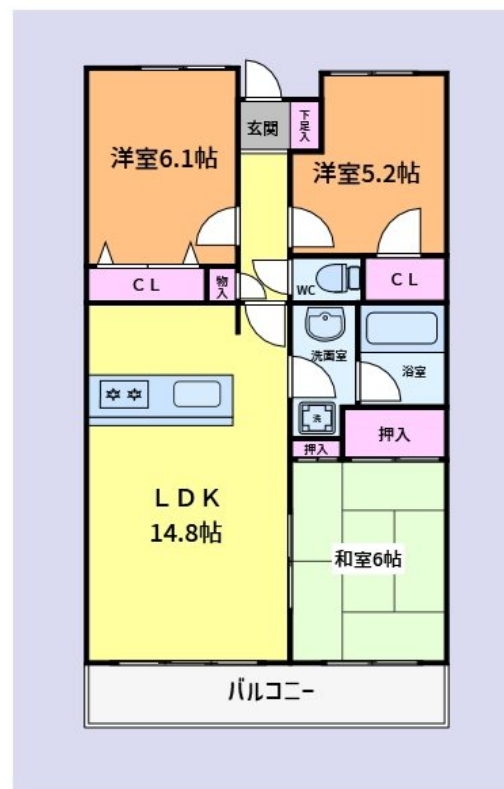 玄関
下足入
洋室6.1帖
洋室5.2帖
CL
物入
WC
CL
洗面室
浴室
洗
押入
押入
LDK
14.8帖
和室6帖
バルコニー